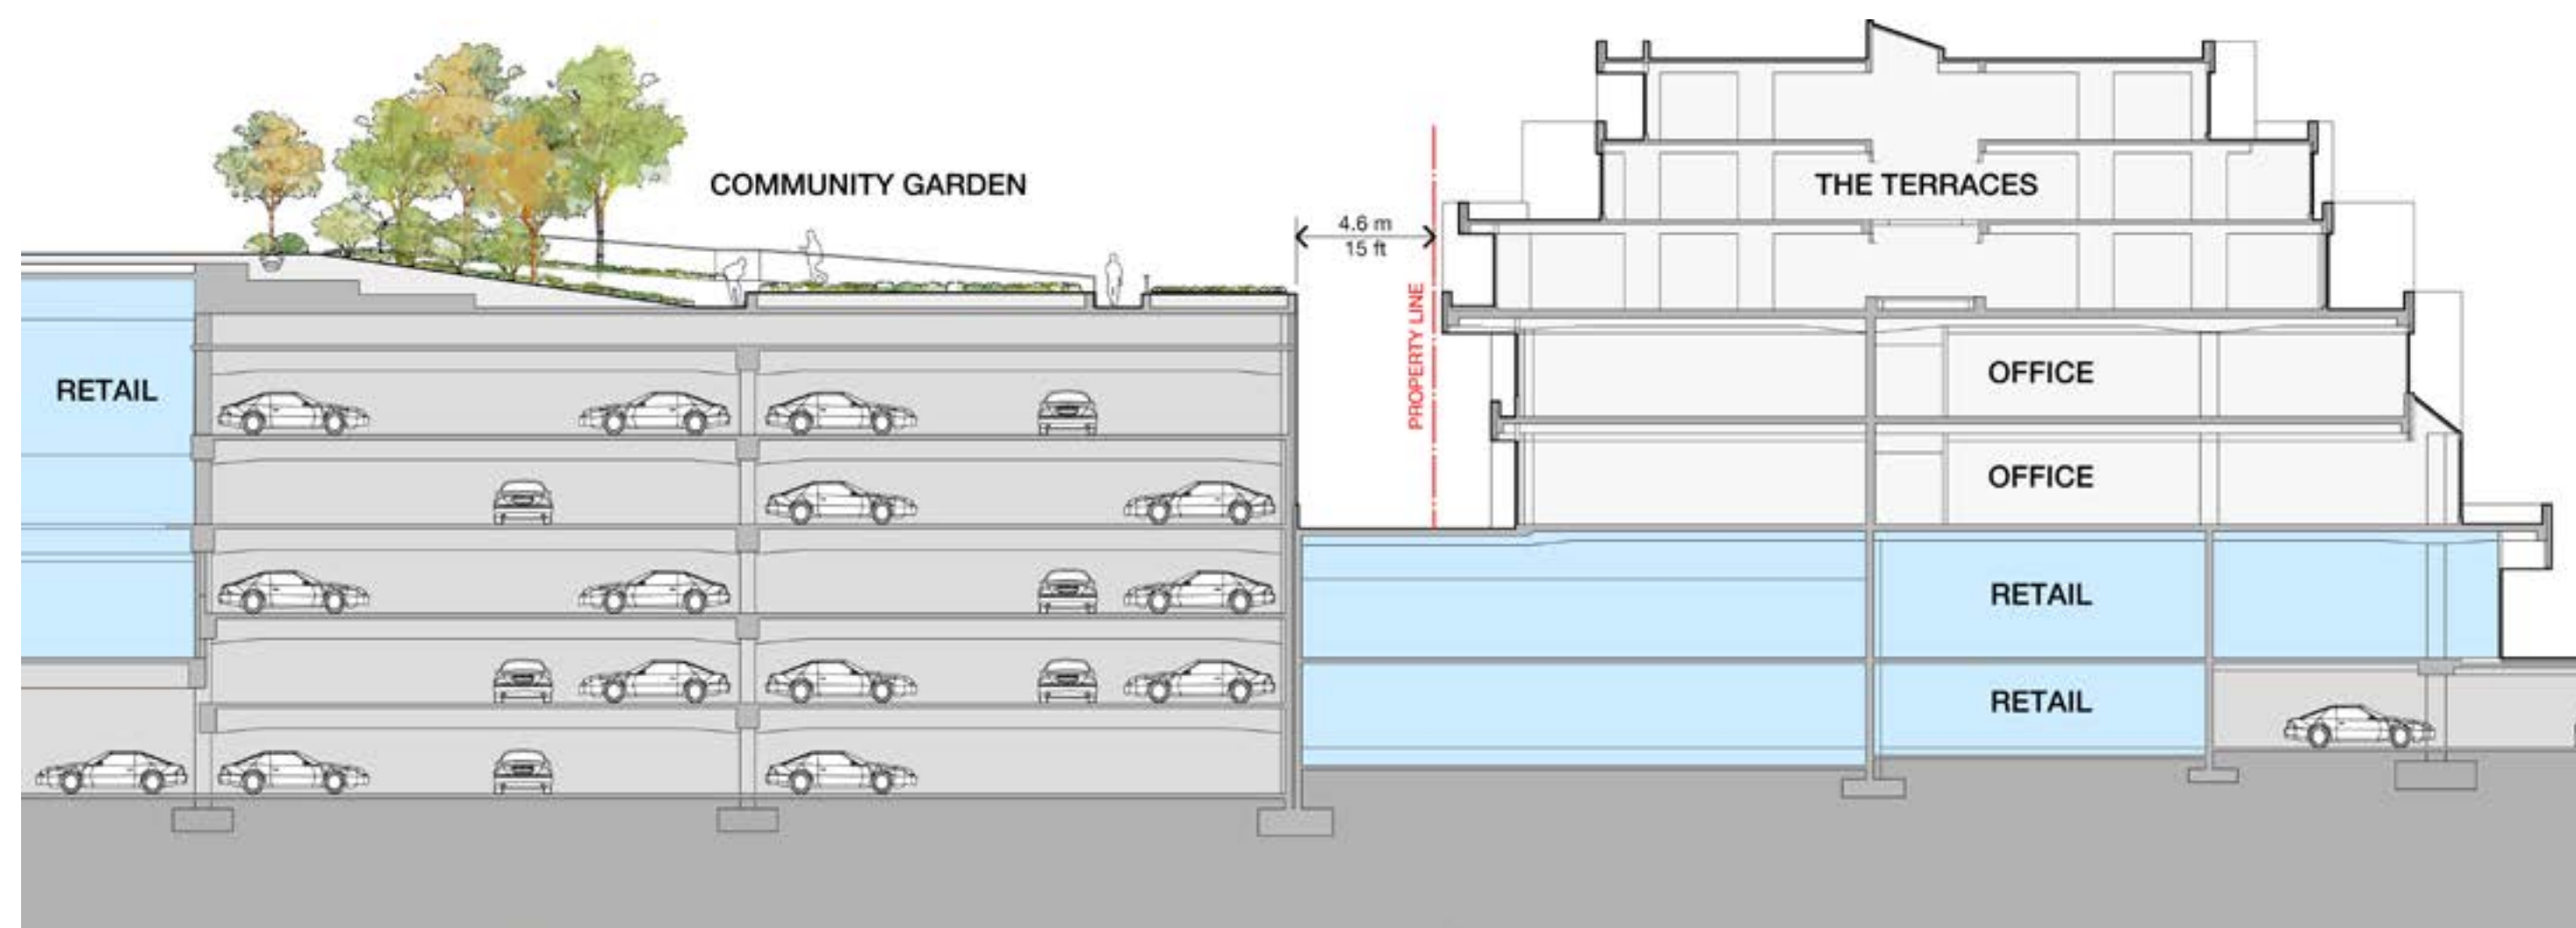 COMMUNITY GARDEN
THE TERRACES
4.6 m
15 ft
PROPERTY LINE
RETAIL
OFFICE
OFFICE
RETAIL
RETAIL